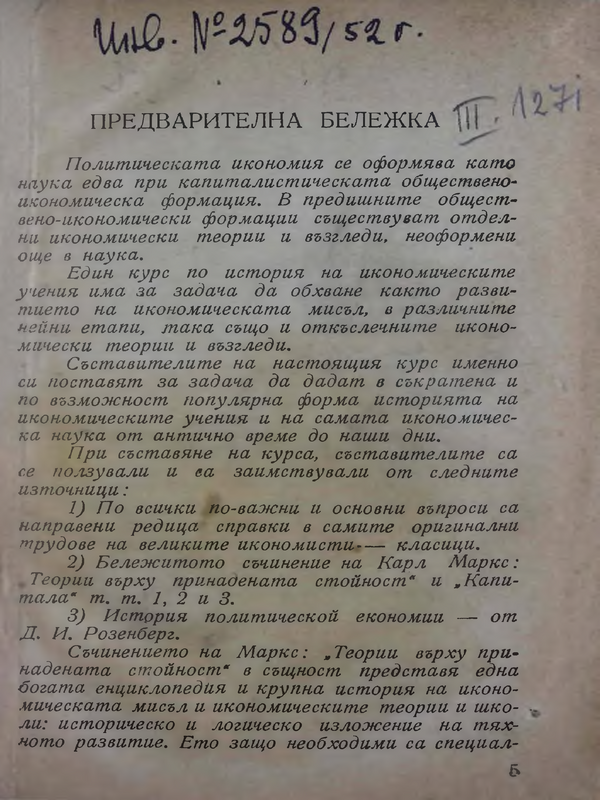 Инв. №2589/52 г.
III. 1271
ПРЕДВАРИТЕЛНА БЕЛЕЖКА
Политическата икономия се оформява като
наука едва при капиталистическата обществено-
икономическа формация. В предишните общест-
вено-икономически формации съществуват отдел-
ни икономически теории и възгледи, неоформени
още в наука.
Един курс по история на икономическите
учения има за задача да обхване както разви-
тието на икономическата мисъл, в различните
нейни етапи, така също и откъслечните иконо-
мически теории и възгледи.
Съставителите на настоящия курс именно
си поставят за задача да дадат в съкратена и
по възможност популярна форма историята на
икономическите учения и на самата икономичес-
ка наука от антично време до наши дни.
При съставяне на курса, съставителите са
се ползували и са заимствували от следните
източници:
1) По всички по-важни и основни въпроси са
направени редица справки в самите оригинални
трудове на великите икономисти — класици.
2) Бележитото съчинение на Карл Маркс:
„Теории върху принадената стойност“ и „Капи-
тала“ т. т. 1, 2 и 3.
3) История политической економии — от
Д. И. Розенберг.
Съчинението на Маркс: „Теории върху при-
надената стойност“ в същност представя една
богата енциклопедия и крупна история на иконо-
мическата мисъл и икономическите теории и шко-
ли: историческо и логическо изложение на тях-
ното развитие. Ето защо необходими са специал-
5